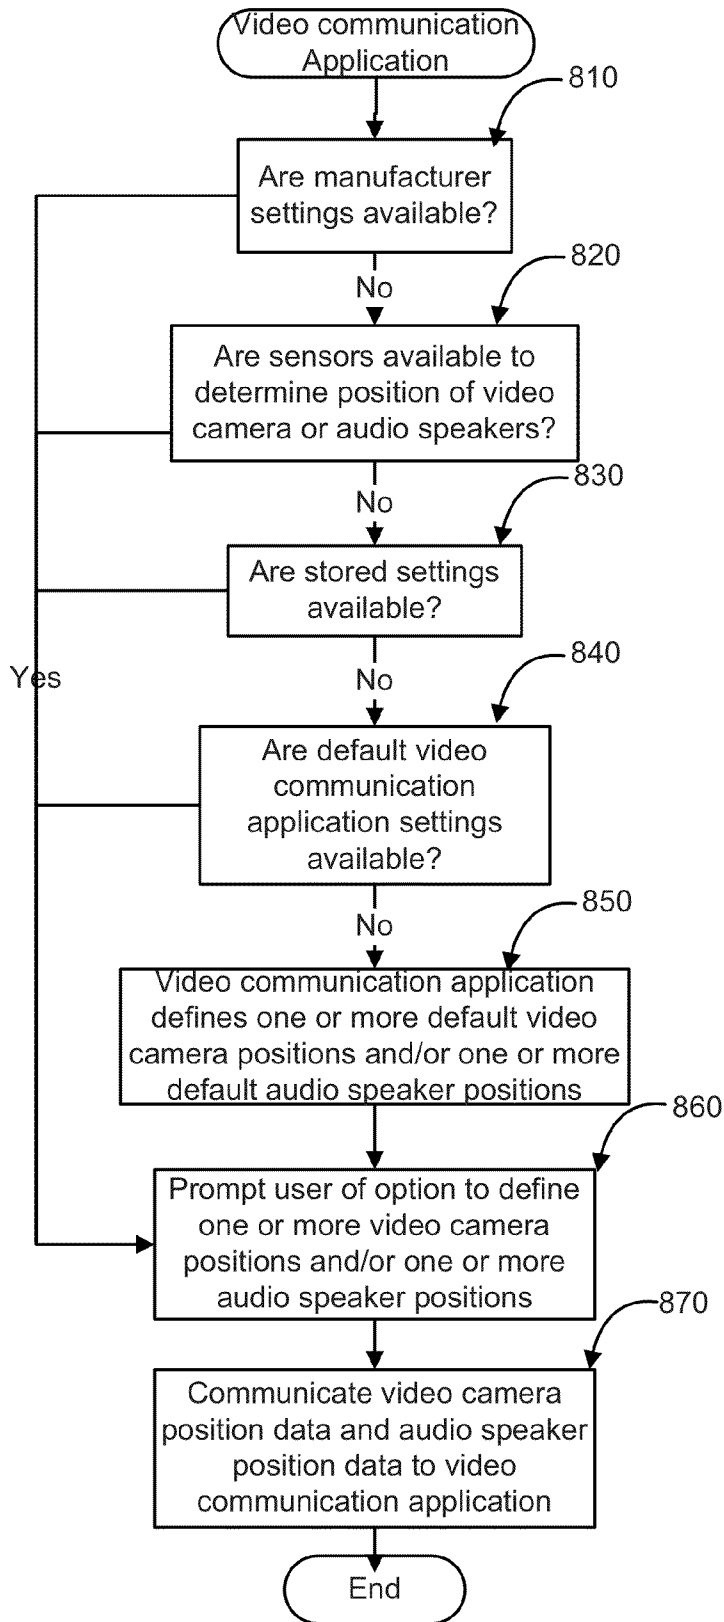 Video communication
Application
810
Are manufacturer
settings available?
No
820
Are sensors available to
determine position of video
camera or audio speakers?
No
830
Are stored settings
available?
Yes
No
840
Are default video
communication
application settings
available?
No
850
Video communication application
defines one or more default video
camera positions and/or one or more
default audio speaker positions
860
Prompt user of option to define
one or more video camera
positions and/or one or more
audio speaker positions
870
Communicate video camera
position data and audio speaker
position data to video
communication application
End